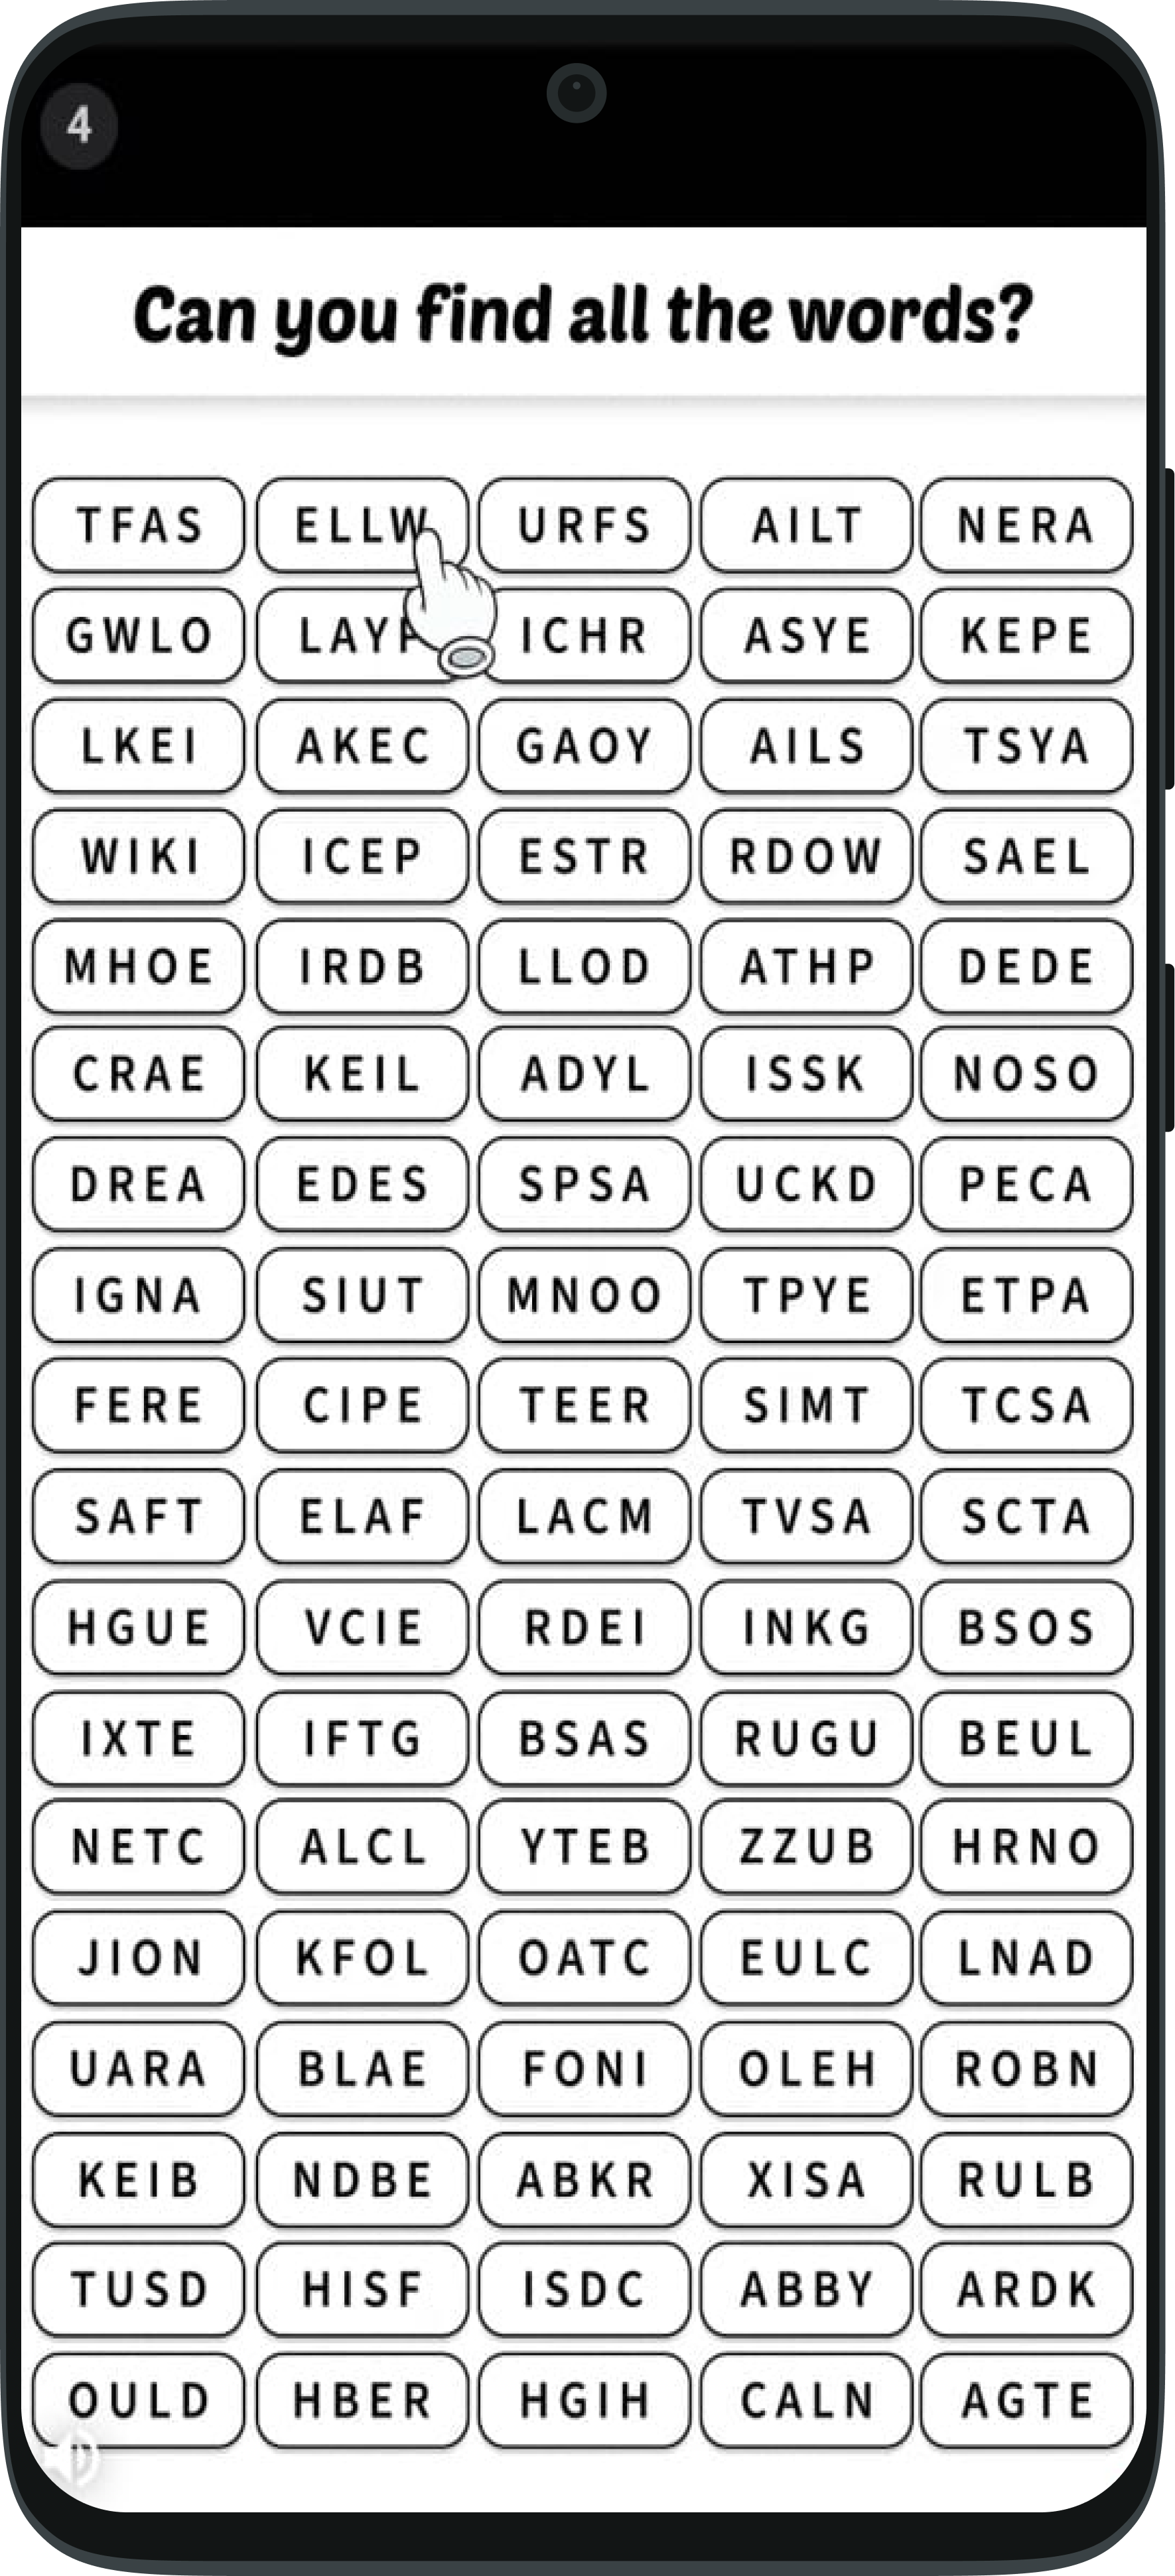 4
Can you find all the words?
TFAS ELLW URFS AILT NERA
GWLO ICHR ASYE KEPE
LKEI AKEC GAOY AILS TSYA
WIKI ICEP ESTR RDOW SAEL
MHOE IRDB LLOD ATHP DEDE
CRAE KEIL ADYL ISSK NOSO
DREA EDES SPSA UCKD PECA
IGNA SIUT MNOO TPYE ETPA
FERE CIPE TEER SIMT TCSA
SAFT ELAF LACM TVSA SCTA
HGUE VCIE RDEI INKG BSOS
IXTE IFTG BSAS RUGU BEUL
NETC ALCL YTEB ZZUB HRNO
JION KFOL OATC EULC LNAD
UARA BLAE FONI OLEH ROBN
KEIB NDBE ABKR XISA RULB
TUSD HISF ISDC ABBY ARDK
OULD HBER HGIH CALN AGTE